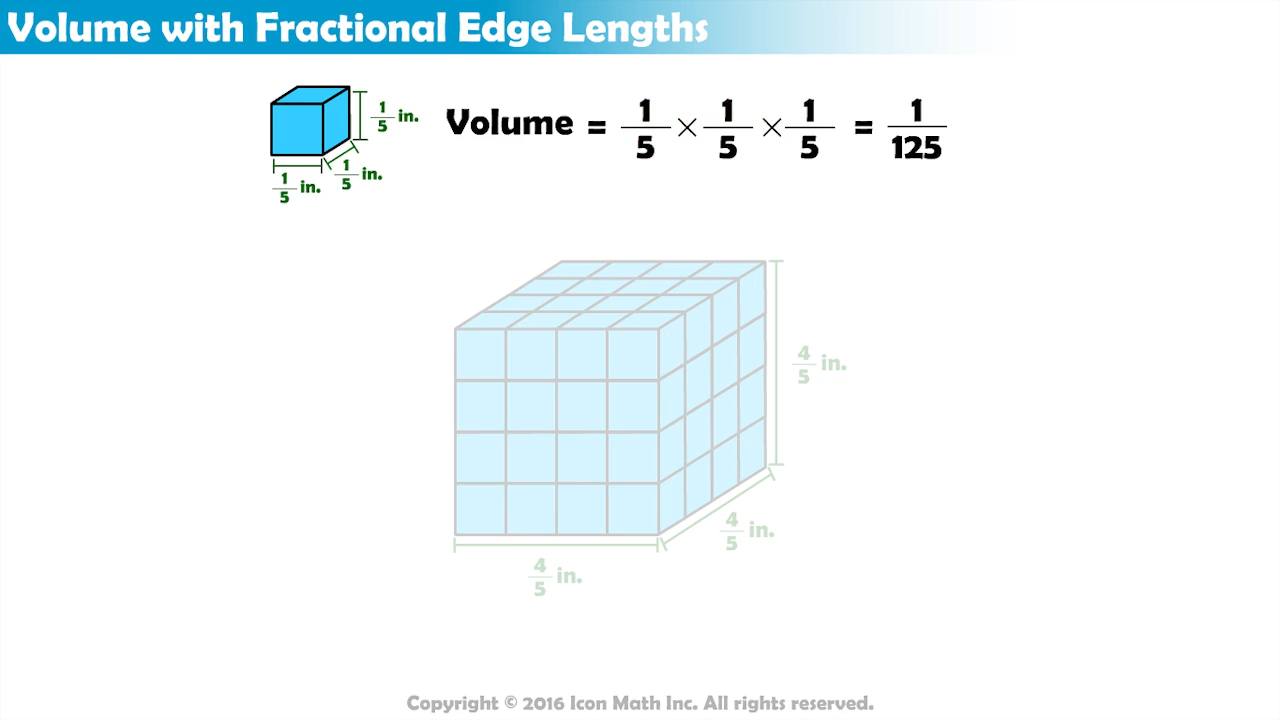 Volume with Fractional Edge Lengths
1/5 in.
Volume = 1/5 × 1/5 × 1/5 = 1/125
1/5 in.
1/5 in.
4/5 in.
4/5 in.
4/5 in.
Copyright © 2016 Icon Math Inc. All rights reserved.